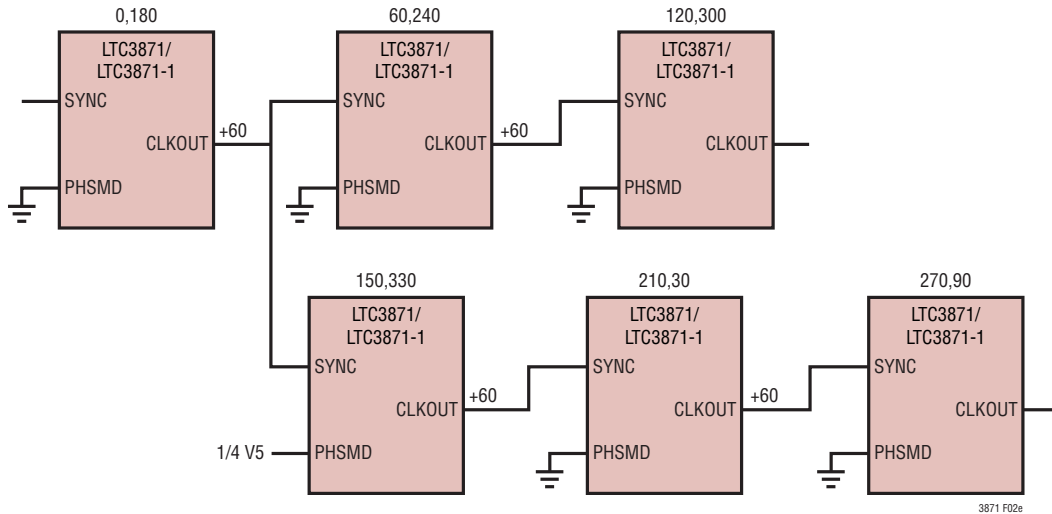 0,180
LTC3871/
LTC3871-1
SYNC
CLKOUT
PHSMD
+60
60,240
LTC3871/
LTC3871-1
SYNC
CLKOUT
PHSMD
+60
120,300
LTC3871/
LTC3871-1
SYNC
CLKOUT
PHSMD
150,330
LTC3871/
LTC3871-1
SYNC
CLKOUT
1/4 V5
PHSMD
+60
210,30
LTC3871/
LTC3871-1
SYNC
CLKOUT
PHSMD
+60
270,90
LTC3871/
LTC3871-1
SYNC
CLKOUT
PHSMD
3871 F02e